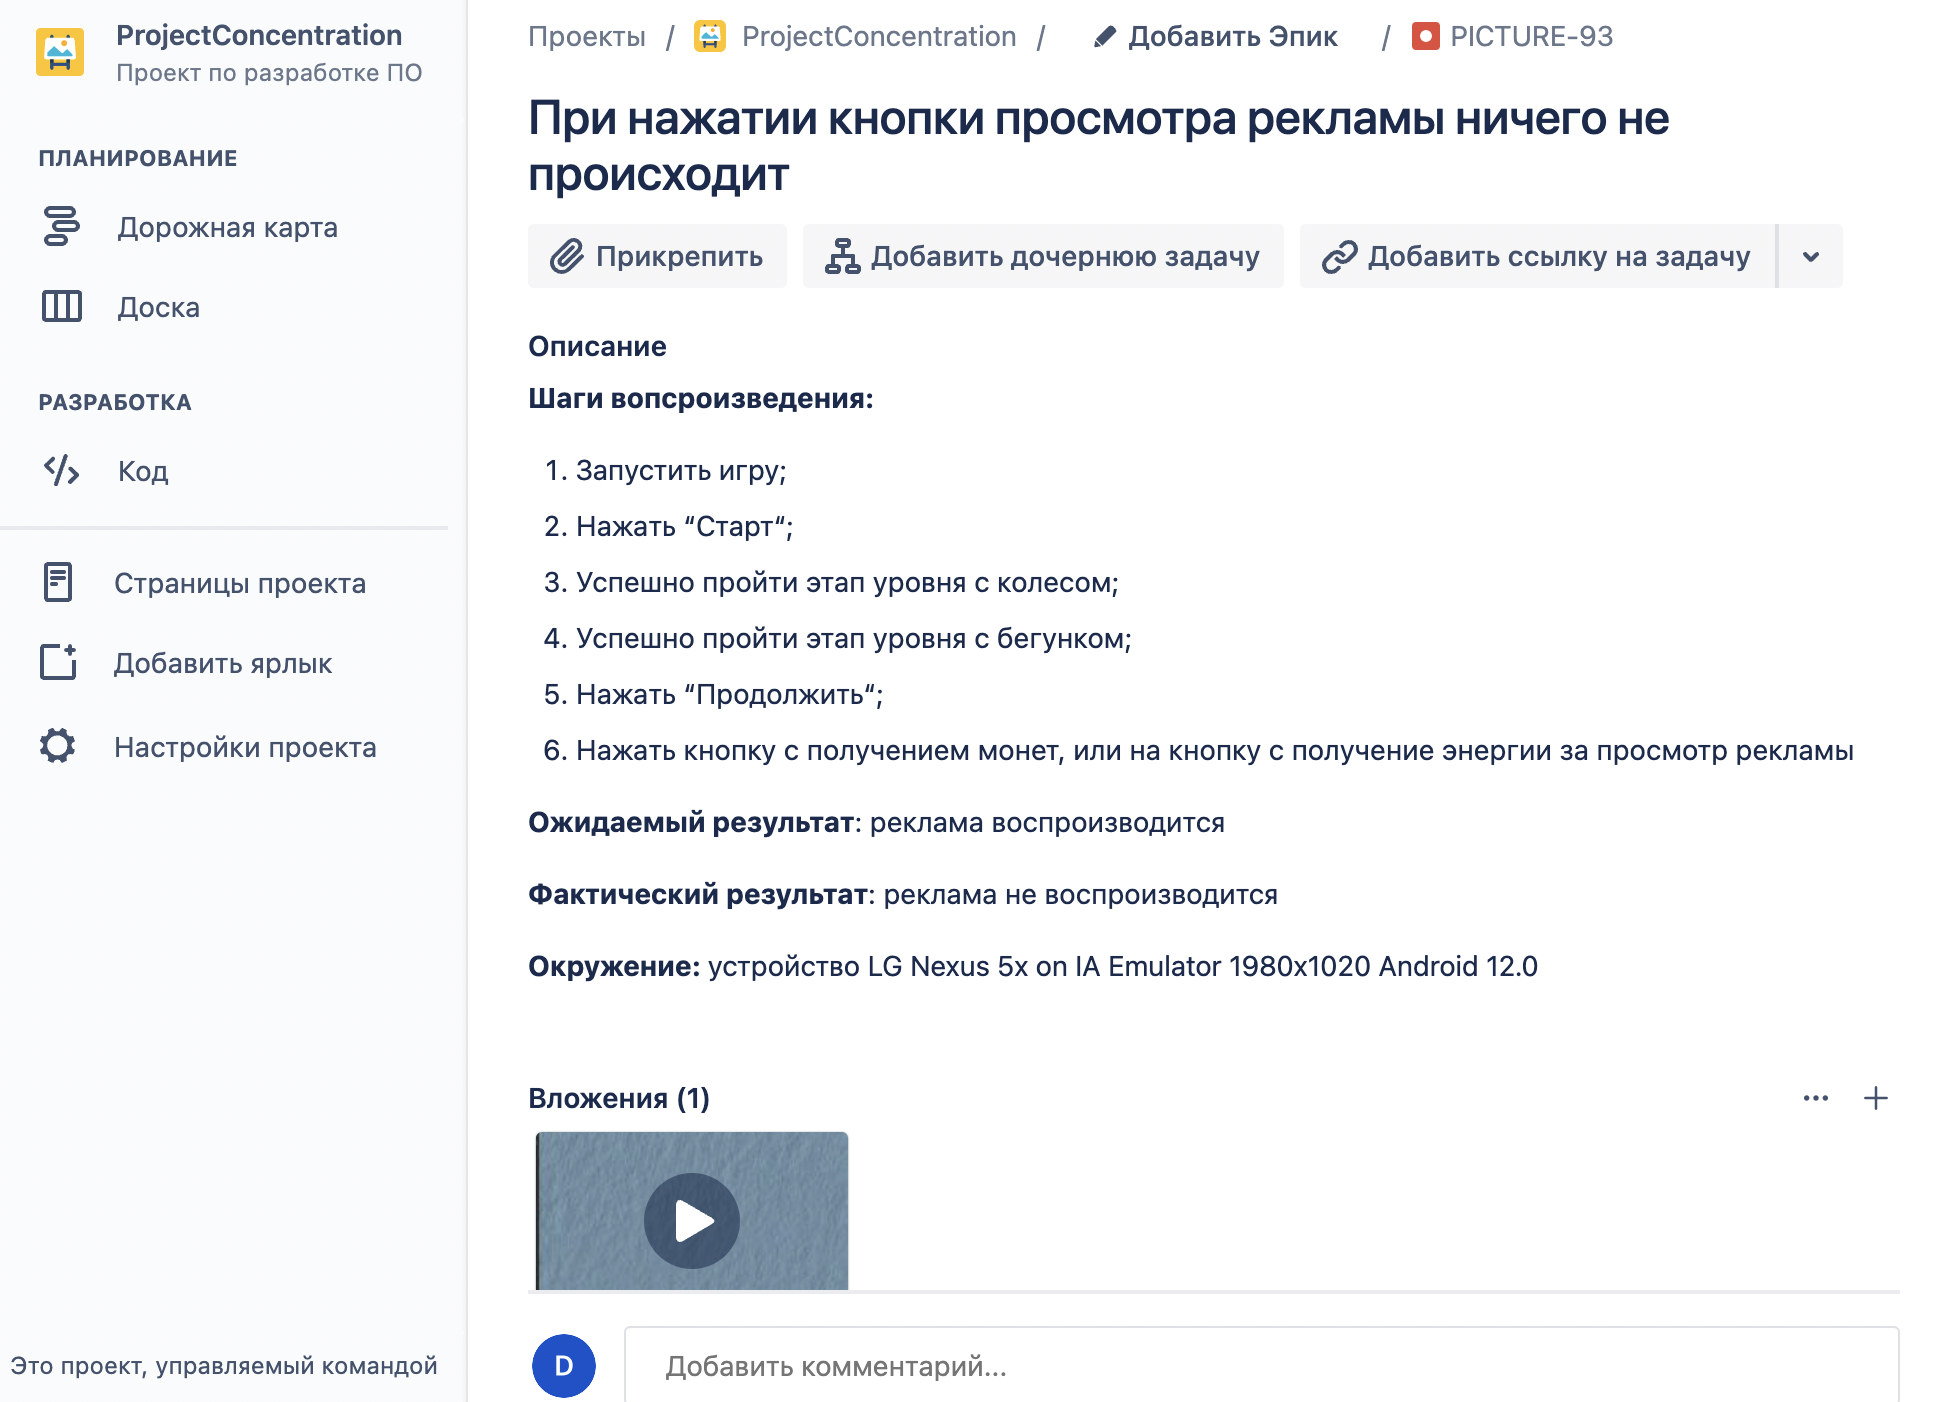 ProjectConcentration
Проект по разработке ПО
ПЛАНИРОВАНИЕ
Дорожная карта
Доска
РАЗРАБОТКА
Код
Страницы проекта
Добавить ярлык
Настройки проекта
Это проект, управляемый командой
Проекты / ProjectConcentration / Добавить Эпик / PICTURE-93
При нажатии кнопки просмотра рекламы ничего не
происходит
Прикрепить
Добавить дочернюю задачу
Добавить ссылку на задачу
Описание
Шаги вопсроизведения:
1. Запустить игру;
2. Нажать “Старт“;
3. Успешно пройти этап уровня с колесом;
4. Успешно пройти этап уровня с бегунком;
5. Нажать “Продолжить“;
6. Нажать кнопку с получением монет, или на кнопку с получение энергии за просмотр рекламы
Ожидаемый результат: реклама воспроизводится
Фактический результат: реклама не воспроизводится
Окружение: устройство LG Nexus 5x on IA Emulator 1980x1020 Android 12.0
Вложения (1)
D
Добавить комментарий...